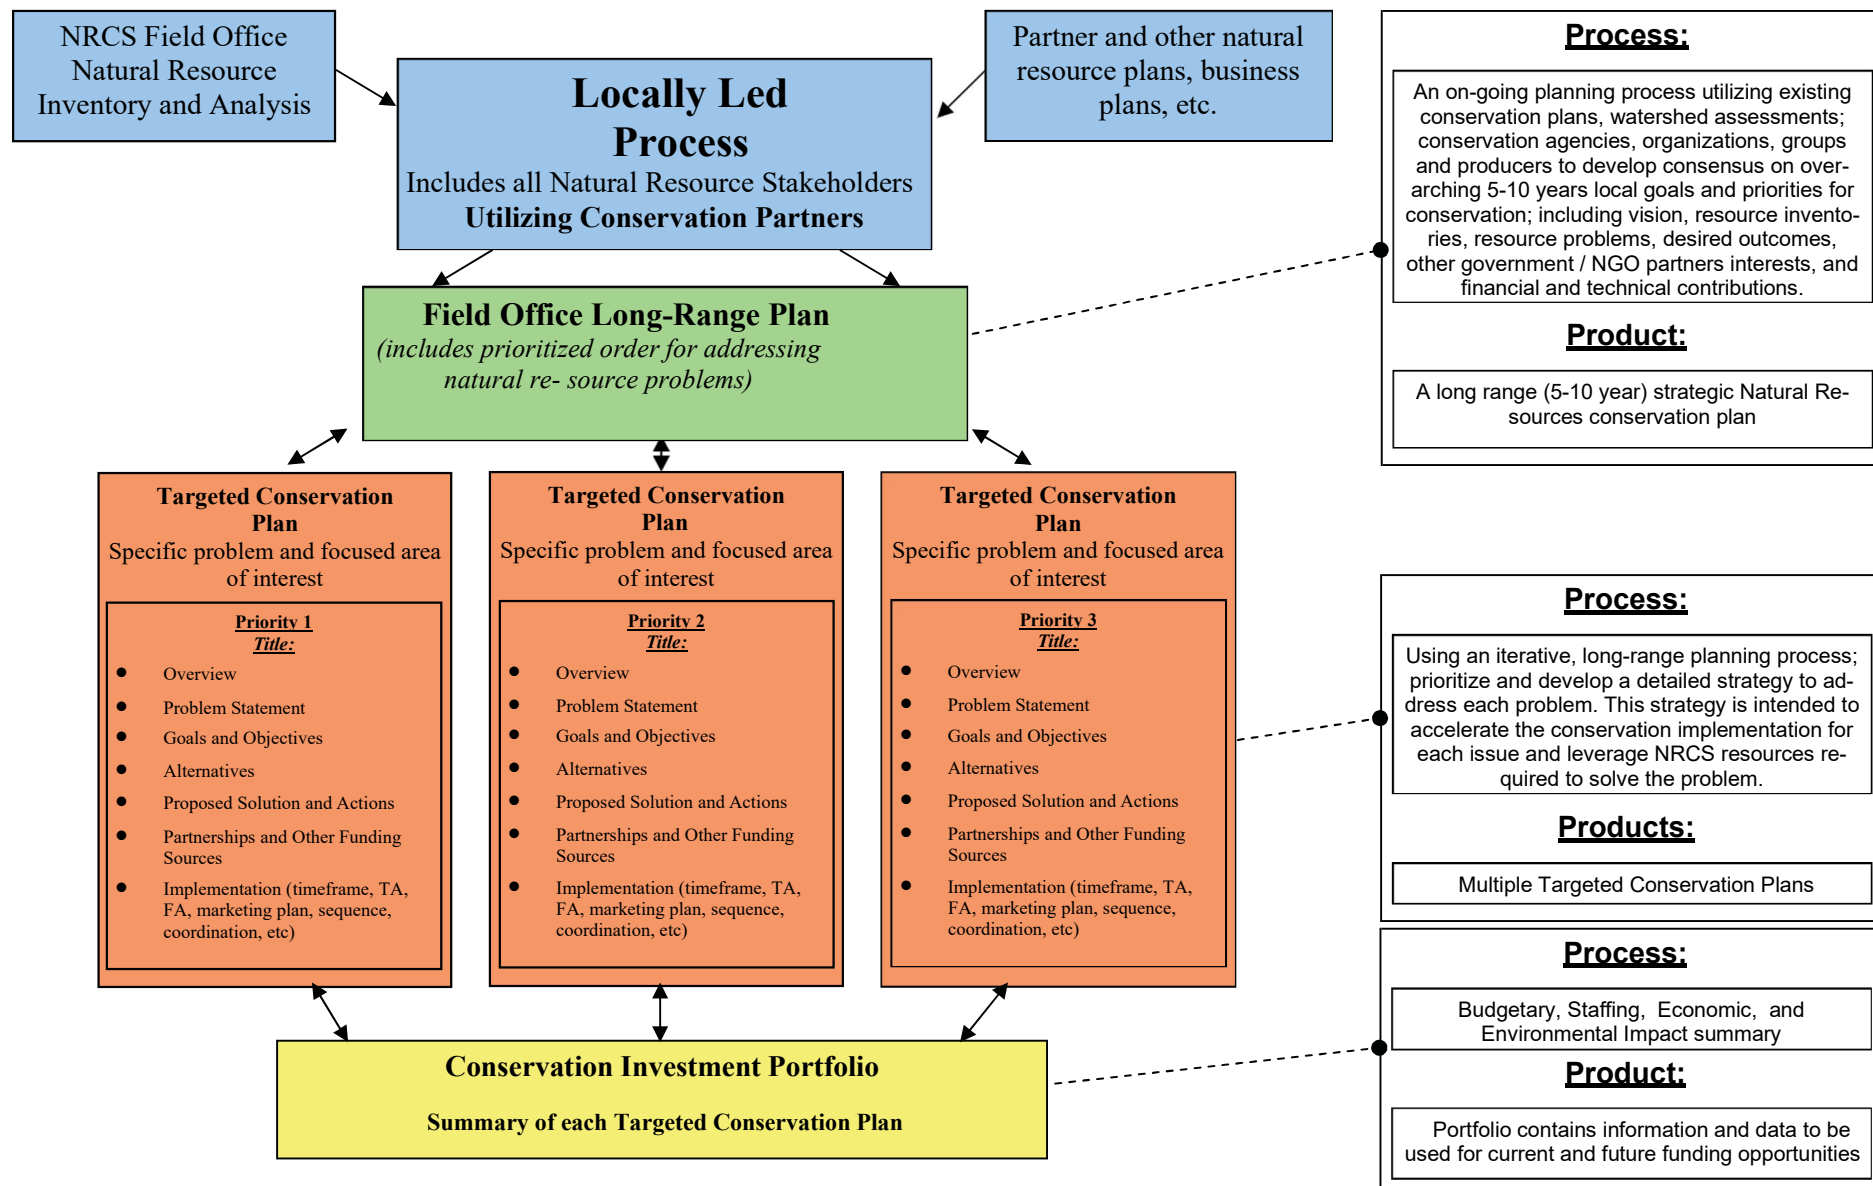 NRCS Field Office
Natural Resource
Inventory and Analysis
Locally Led
Process
Includes all Natural Resource Stakeholders
Utilizing Conservation Partners
Partner and other natural
resource plans, business
plans, etc.
Field Office Long-Range Plan
(includes prioritized order for addressing
natural re- source problems)
Targeted Conservation
Plan
Specific problem and focused area
of interest
Priority 1
Title:
● Overview
● Problem Statement
● Goals and Objectives
● Alternatives
● Proposed Solution and Actions
● Partnerships and Other Funding
Sources
● Implementation (timeframe, TA,
FA, marketing plan, sequence,
coordination, etc)
Targeted Conservation
Plan
Specific problem and focused area
of interest
Priority 2
Title:
● Overview
● Problem Statement
● Goals and Objectives
● Alternatives
● Proposed Solution and Actions
● Partnerships and Other Funding
Sources
● Implementation (timeframe, TA,
FA, marketing plan, sequence,
coordination, etc)
Targeted Conservation
Plan
Specific problem and focused area
of interest
Priority 3
Title:
● Overview
● Problem Statement
● Goals and Objectives
● Alternatives
● Proposed Solution and Actions
● Partnerships and Other Funding
Sources
● Implementation (timeframe, TA,
FA, marketing plan, sequence,
coordination, etc)
Conservation Investment Portfolio
Summary of each Targeted Conservation Plan
Process:
An on-going planning process utilizing existing
conservation plans, watershed assessments;
conservation agencies, organizations, groups
and producers to develop consensus on over-
arching 5-10 years local goals and priorities for
conservation; including vision, resource invento-
ries, resource problems, desired outcomes,
other government / NGO partners interests, and
financial and technical contributions.
Product:
A long range (5-10 year) strategic Natural Re-
sources conservation plan
Process:
Using an iterative, long-range planning process;
prioritize and develop a detailed strategy to ad-
dress each problem. This strategy is intended to
accelerate the conservation implementation for
each issue and leverage NRCS resources re-
quired to solve the problem.
Products:
Multiple Targeted Conservation Plans
Process:
Budgetary, Staffing, Economic, and
Environmental Impact summary
Product:
Portfolio contains information and data to be
used for current and future funding opportunities